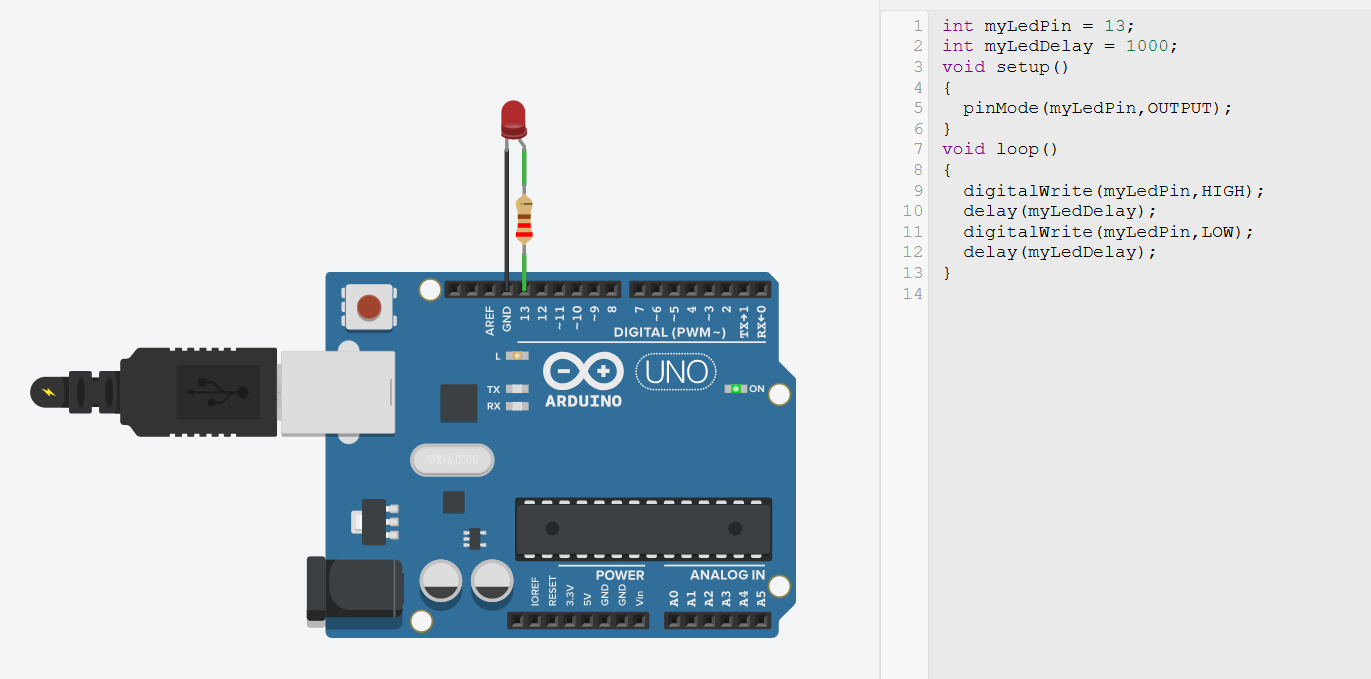 1 int myLedPin = 13;
2 int myLedDelay = 1000;
3 void setup()
4 {
5   pinMode(myLedPin,OUTPUT);
6 }
7 void loop()
8 {
9   digitalWrite(myLedPin,HIGH);
10   delay(myLedDelay);
11   digitalWrite(myLedPin,LOW);
12   delay(myLedDelay);
13 }
14
AREF
GND
13
12
~11
~10
~9
8
7
~6
~5
4
~3
2
TX→1
RX←0
DIGITAL (PWM~)
L
TX
RX
UNO
ARDUINO
ON
SPK16.000G
POWER
ANALOG IN
IOREF
RESET
3.3V
5V
GND
GND
Vin
A0
A1
A2
A3
A4
A5